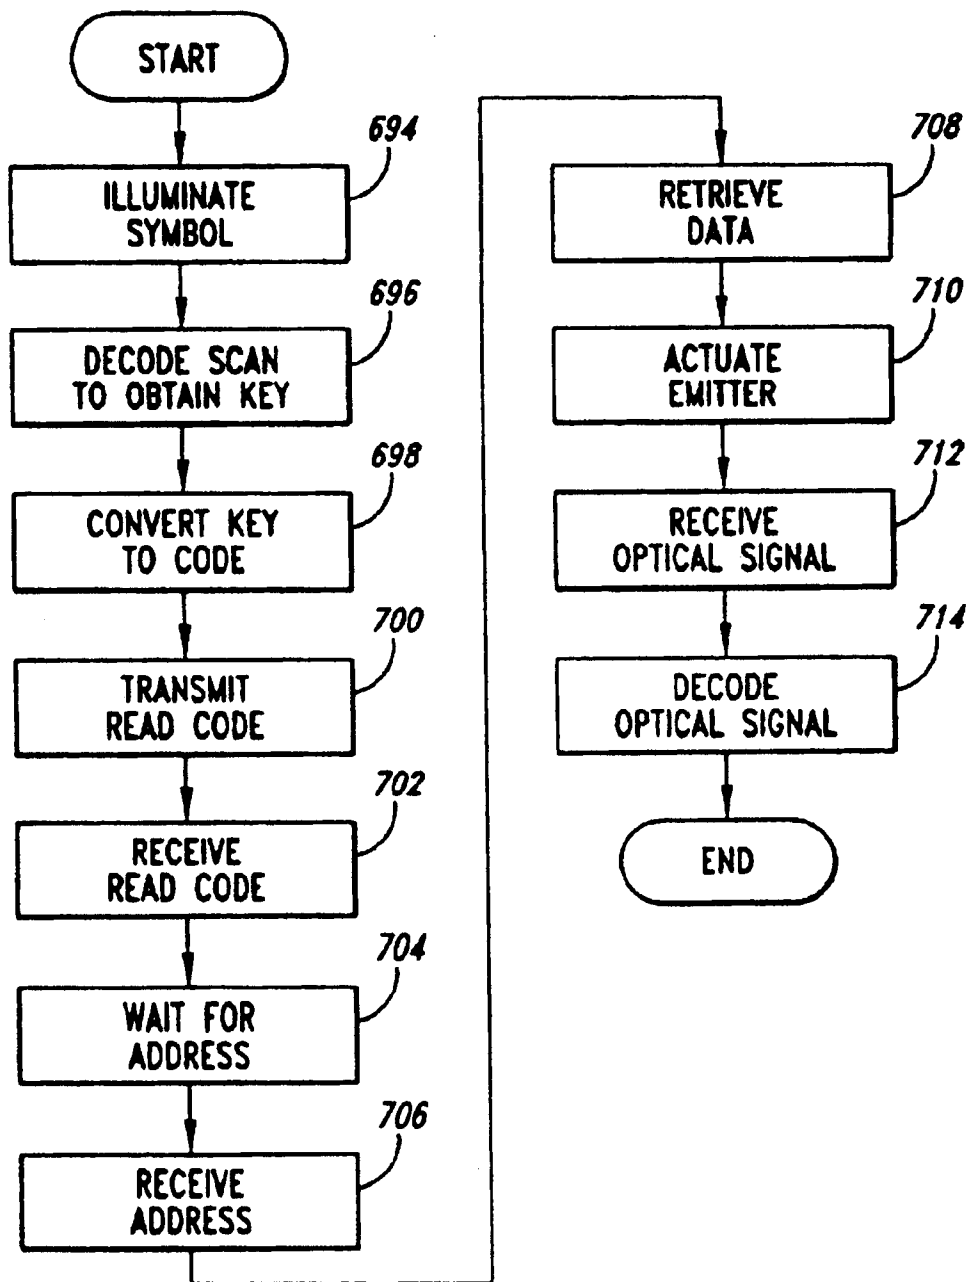 START
694
ILLUMINATE
SYMBOL
696
DECODE SCAN
TO OBTAIN KEY
698
CONVERT KEY
TO CODE
700
TRANSMIT
READ CODE
702
RECEIVE
READ CODE
704
WAIT FOR
ADDRESS
706
RECEIVE
ADDRESS
708
RETRIEVE
DATA
710
ACTUATE
EMITTER
712
RECEIVE
OPTICAL SIGNAL
714
DECODE
OPTICAL SIGNAL
END